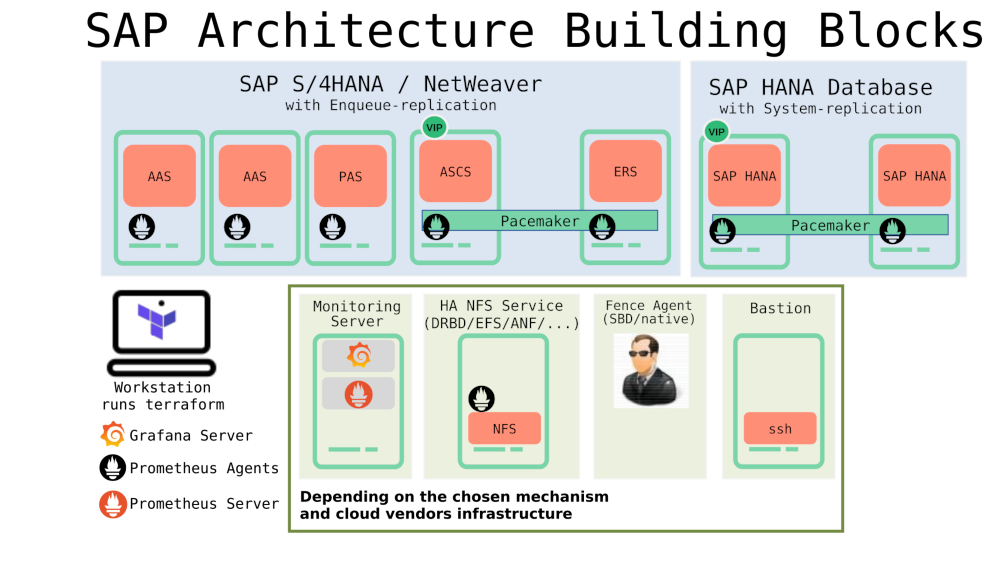 SAP Architecture Building Blocks
SAP S/4HANA / NetWeaver
with Enqueue-replication
VIP
AAS
AAS
PAS
ASCS
ERS
Pacemaker
SAP HANA Database
with System-replication
VIP
SAP HANA
SAP HANA
Pacemaker
Workstation
runs terraform
Grafana Server
Prometheus Agents
Prometheus Server
Monitoring
Server
HA NFS Service
(DRBD/EFS/ANF/...)
NFS
Fence Agent
(SBD/native)
Bastion
ssh
Depending on the chosen mechanism
and cloud vendors infrastructure